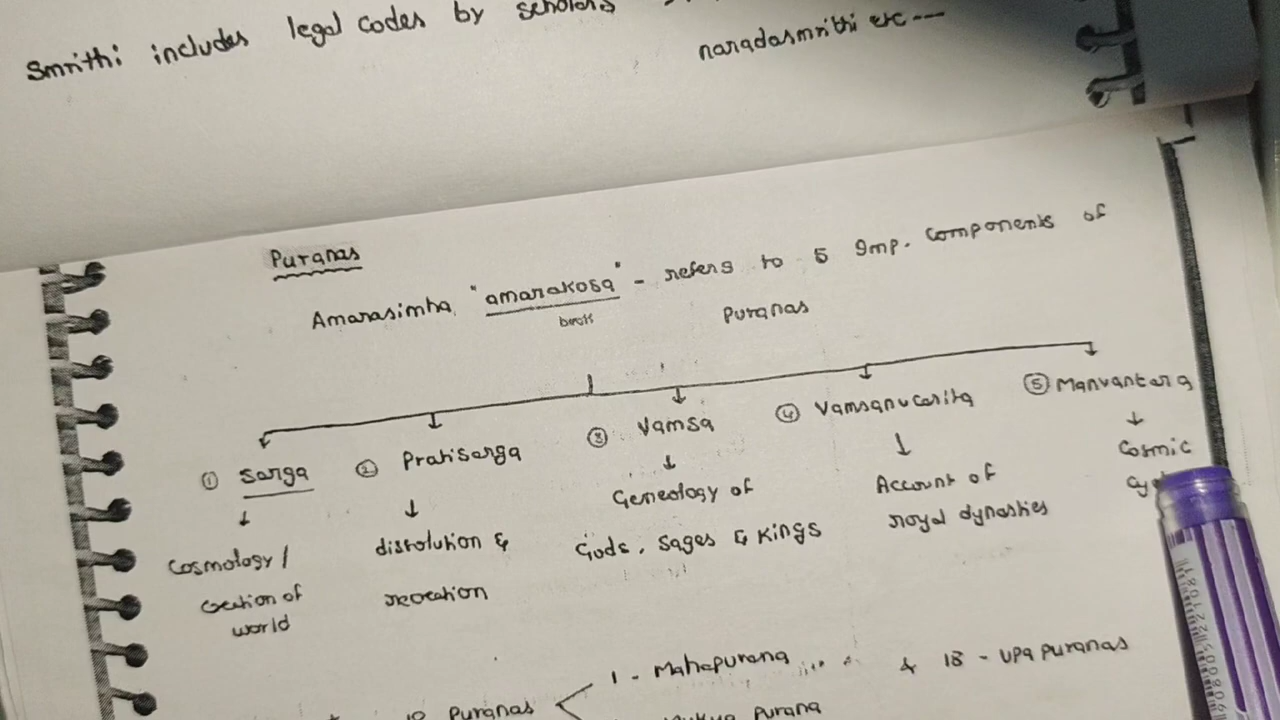 Smrithi includes legal codes by scholars
naradasmrithi etc ---
Puranas
Amarasimha "amarakosa" - refers to 5 Imp. components of
book
Puranas
① Sarga ② Pratisarga ③ Vamsa ④ Vamsanucarita ⑤ Manvantara
Cosmology / creation of world
dissolution & recreation
Geneology of Gods, Sages & Kings
Account of royal dynasties
Cosmic
Puranas
1 - Mahapurana & 18 - upa puranas
Purana